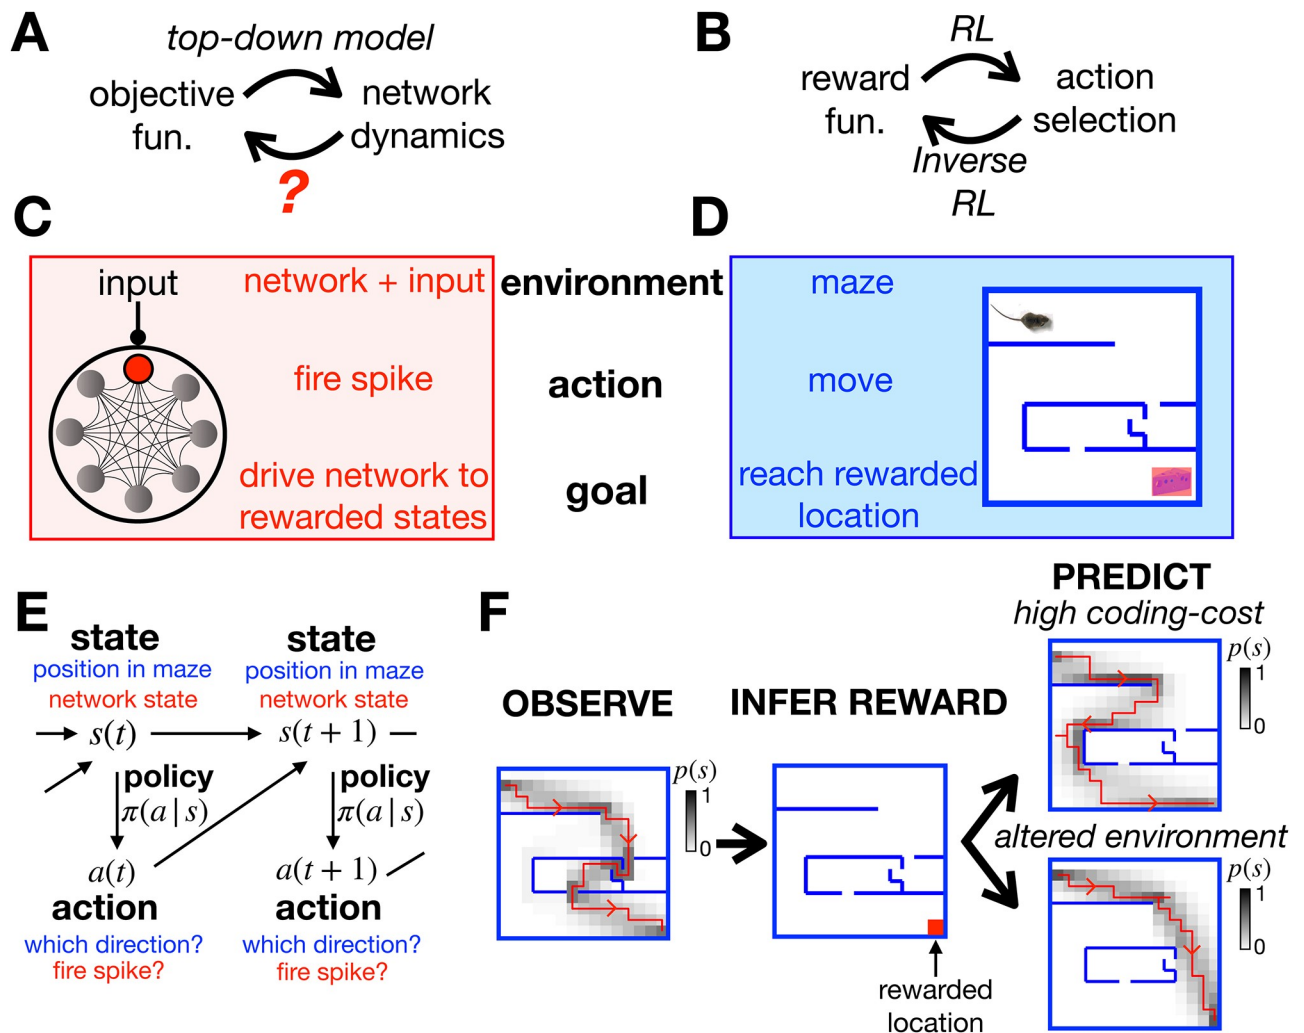 A
top-down model
objective
fun.
network
dynamics
?
B
RL
reward
fun.
action
selection
Inverse
RL
C
input
network + input
fire spike
drive network to
rewarded states
environment
action
goal
D
maze
move
reach rewarded
location
E
state
position in maze
network state
state
position in maze
network state
s(t)
s(t + 1)
policy
π(a | s)
policy
π(a | s)
a(t)
a(t + 1)
action
which direction?
fire spike?
action
which direction?
fire spike?
F
OBSERVE
p(s)
1
0
INFER REWARD
rewarded
location
PREDICT
high coding-cost
p(s)
1
0
altered environment
p(s)
1
0